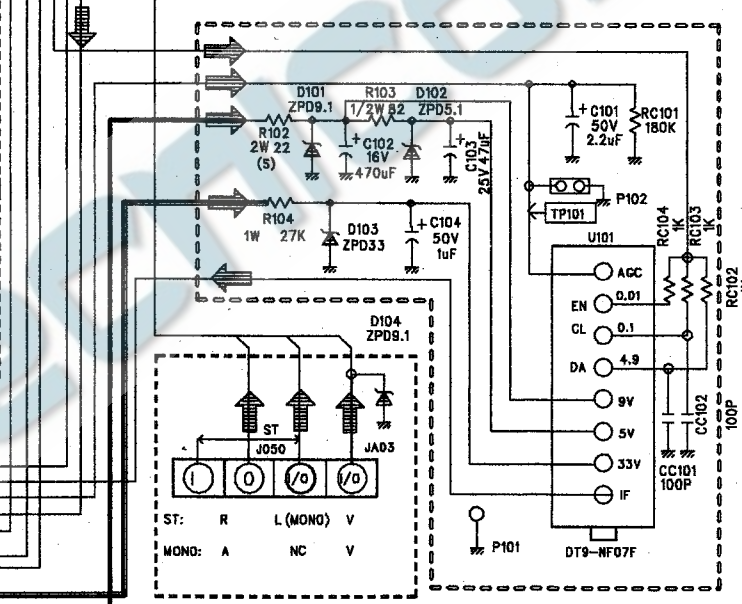 D101
ZPD9.1
R103
1/2W 82
D102
ZPD5.1
R102
2W 22
(5)
C102
16V
470uF
C103
25V 47uF
C101
50V
2.2uF
RC101
180K
P102
TP101
R104
1W 27K
D103
ZPD33
C104
50V
1uF
U101
RC104
1K
RC103
1K
RC102
AGC
EN
0.01
CL
0.1
DA
4.9
9V
5V
33V
IF
CC102
100P
CC101
100P
DT9-NF07F
P101
D104
ZPD9.1
ST
J050
JA03
I
O
I/O
I/O
ST: R L(MONO) V
MONO: A NC V